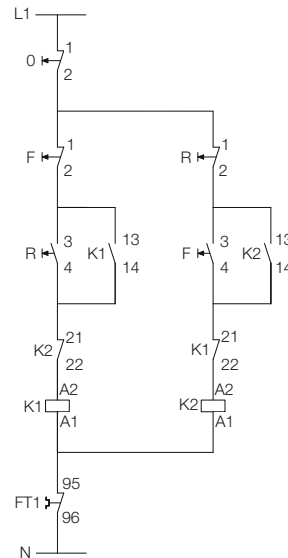 L1
1
0
2
1 1
F R
2 2
3 13 3 13
R K1 F K2
4 14 4 14
21 21
K2 K1
22 22
A2 A2
K1 K2
A1 A1
95
FT1
96
N